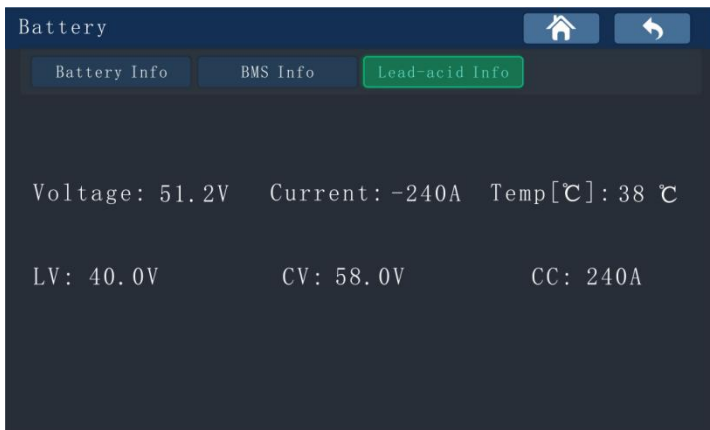 Battery
Battery Info BMS Info Lead-acid Info
Voltage: 51.2V Current: -240A Temp[℃]: 38 ℃
LV: 40.0V CV: 58.0V CC: 240A